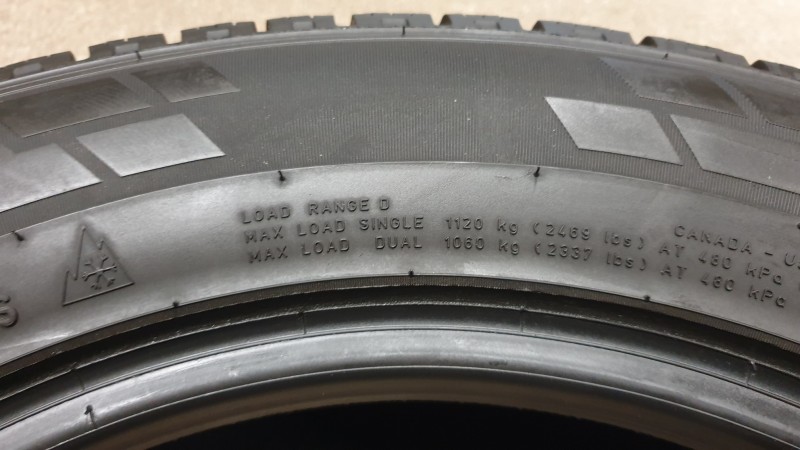 LOAD RANGE D
MAX LOAD SINGLE 1120 kg (2469 lbs) AT 480 kPa
MAX LOAD DUAL 1060 kg (2337 lbs) AT 480 kPa
CANADA - U
S